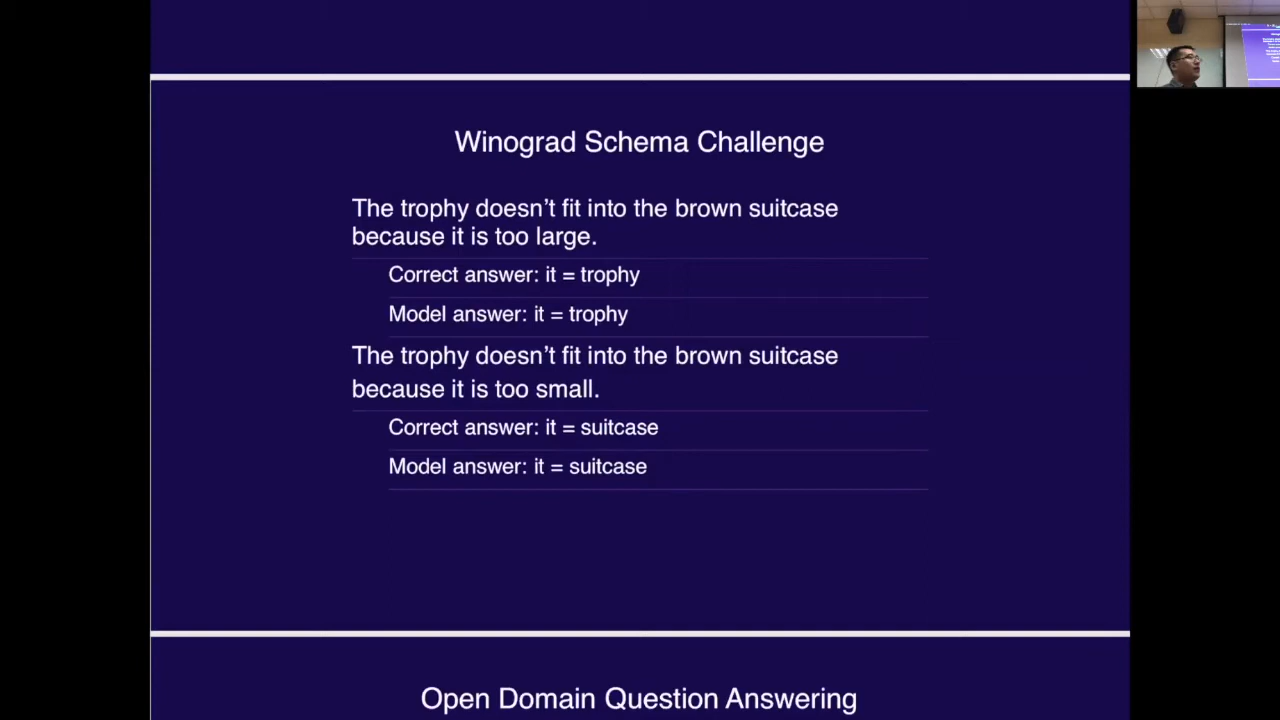 Winograd Schema Challenge
The trophy doesn't fit into the brown suitcase
because it is too large.
Correct answer: it = trophy
Model answer: it = trophy
The trophy doesn't fit into the brown suitcase
because it is too small.
Correct answer: it = suitcase
Model answer: it = suitcase
Open Domain Question Answering